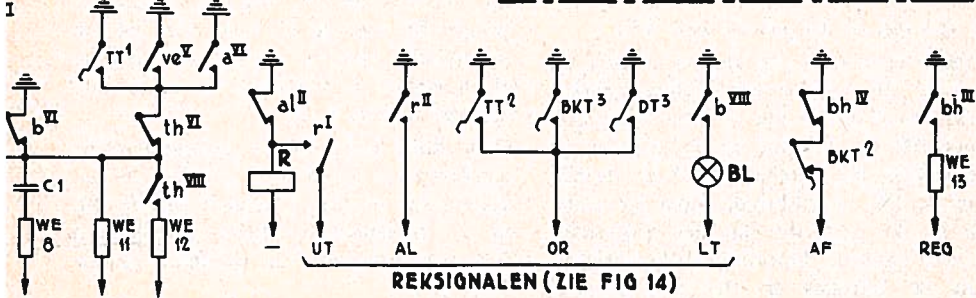 I
TT¹ ve^V a^VI
b^VI th^VI al^II r^I r^II TT² BKT³ DT³ b^VIII bh^IV bh^III
R BKT²
C1 th^VIII BL WE 13
WE 8 WE 11 WE 12
— UT AL OR LT AF REG
REKSIGNALEN (ZIE FIG 14)